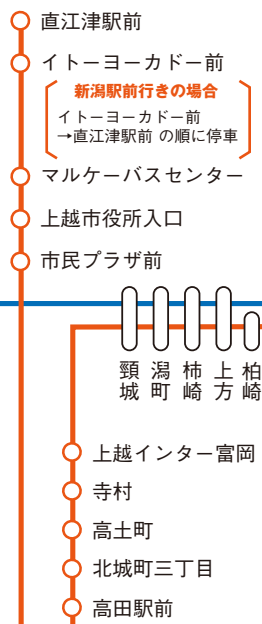 直江津駅前
イトーヨーカドー前
新潟駅前行きの場合
イトーヨーカドー前
→直江津駅前 の順に停車
マルケーバスセンター
上越市役所入口
市民プラザ前
頸城
潟町
柿崎
上方
柏崎
上越インター富岡
寺村
高土町
北城町三丁目
高田駅前